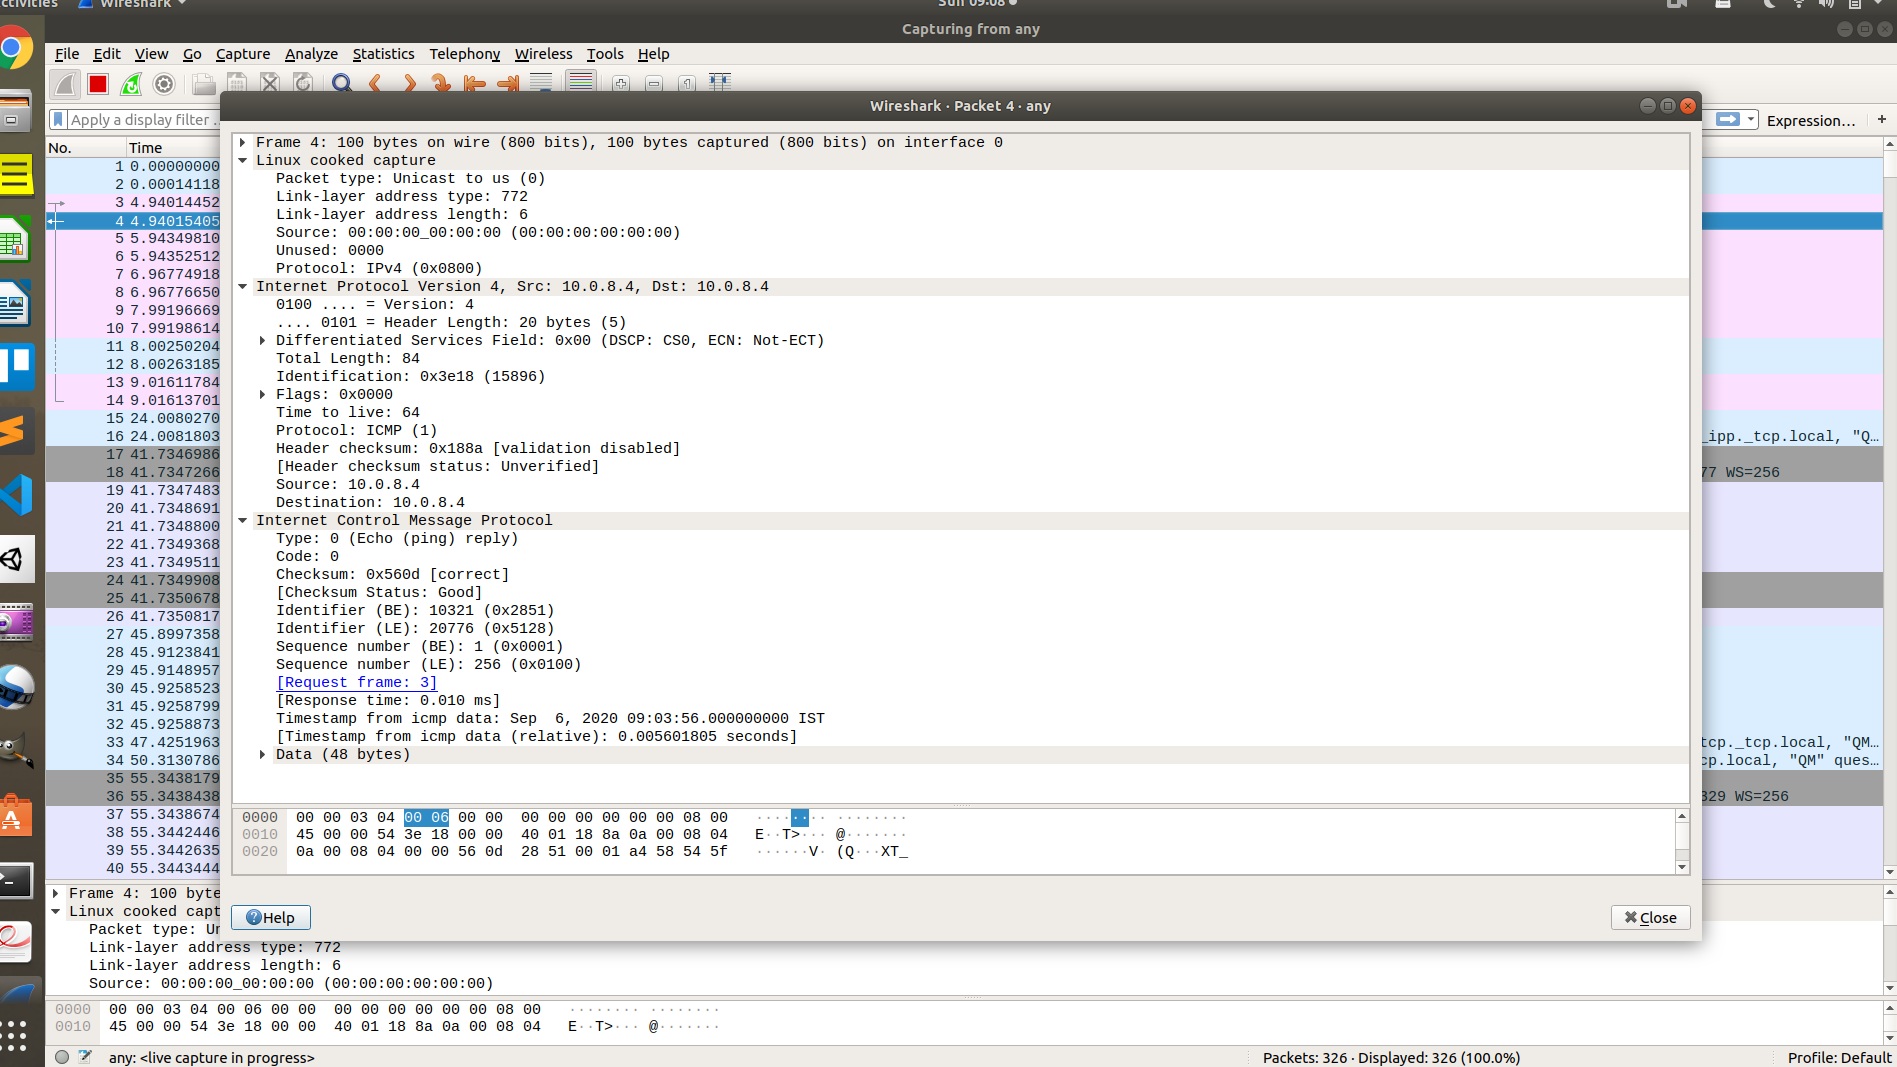 ctivities Wireshark Sun 09:08
Capturing from any
File Edit View Go Capture Analyze Statistics Telephony Wireless Tools Help
Apply a display filter ... Expression… +
Wireshark · Packet 4 · any
No. Time
1 0.00000000
2 0.00014118
3 4.94014452
4 4.94015405
5 5.94349810
6 5.94352512
7 6.96774918
8 6.96776650
9 7.99196669
10 7.99198614
11 8.00250204
12 8.00263185
13 9.01611784
14 9.01613701
15 24.0080270
16 24.0081803 _ipp._tcp.local, "Q…
17 41.7346986
18 41.7347266 77 WS=256
19 41.7347483
20 41.7348691
21 41.7348800
22 41.7349368
23 41.7349511
24 41.7349908
25 41.7350678
26 41.7350817
27 45.8997358
28 45.9123841
29 45.9148957
30 45.9258523
31 45.9258799
32 45.9258873
33 47.4251963 tcp._tcp.local, "QM…
34 50.3130786 cp.local, "QM" ques…
35 55.3438179
36 55.3438438 329 WS=256
37 55.3438674
38 55.3442446
39 55.3442635
40 55.3443444
Frame 4: 100 bytes on wire (800 bits), 100 bytes captured (800 bits) on interface 0
Linux cooked capture
Packet type: Unicast to us (0)
Link-layer address type: 772
Link-layer address length: 6
Source: 00:00:00_00:00:00 (00:00:00:00:00:00)
Unused: 0000
Protocol: IPv4 (0x0800)
Internet Protocol Version 4, Src: 10.0.8.4, Dst: 10.0.8.4
0100 .... = Version: 4
.... 0101 = Header Length: 20 bytes (5)
Differentiated Services Field: 0x00 (DSCP: CS0, ECN: Not-ECT)
Total Length: 84
Identification: 0x3e18 (15896)
Flags: 0x0000
Time to live: 64
Protocol: ICMP (1)
Header checksum: 0x188a [validation disabled]
[Header checksum status: Unverified]
Source: 10.0.8.4
Destination: 10.0.8.4
Internet Control Message Protocol
Type: 0 (Echo (ping) reply)
Code: 0
Checksum: 0x560d [correct]
[Checksum Status: Good]
Identifier (BE): 10321 (0x2851)
Identifier (LE): 20776 (0x5128)
Sequence number (BE): 1 (0x0001)
Sequence number (LE): 256 (0x0100)
[Request frame: 3]
[Response time: 0.010 ms]
Timestamp from icmp data: Sep  6, 2020 09:03:56.000000000 IST
[Timestamp from icmp data (relative): 0.005601805 seconds]
Data (48 bytes)
0000 00 00 03 04 00 06 00 00 00 00 00 00 00 00 08 00 ········ ········
0010 45 00 00 54 3e 18 00 00 40 01 18 8a 0a 00 08 04 E··T>··· @·······
0020 0a 00 08 04 00 00 56 0d 28 51 00 01 a4 58 54 5f ······V· (Q···XT_
Help Close
Frame 4: 100 byte
Linux cooked capt
Packet type: Un
Link-layer address type: 772
Link-layer address length: 6
Source: 00:00:00_00:00:00 (00:00:00:00:00:00)
0000 00 00 03 04 00 06 00 00 00 00 00 00 00 00 08 00 ········ ········
0010 45 00 00 54 3e 18 00 00 40 01 18 8a 0a 00 08 04 E··T>··· @·······
any: <live capture in progress> Packets: 326 · Displayed: 326 (100.0%) Profile: Default